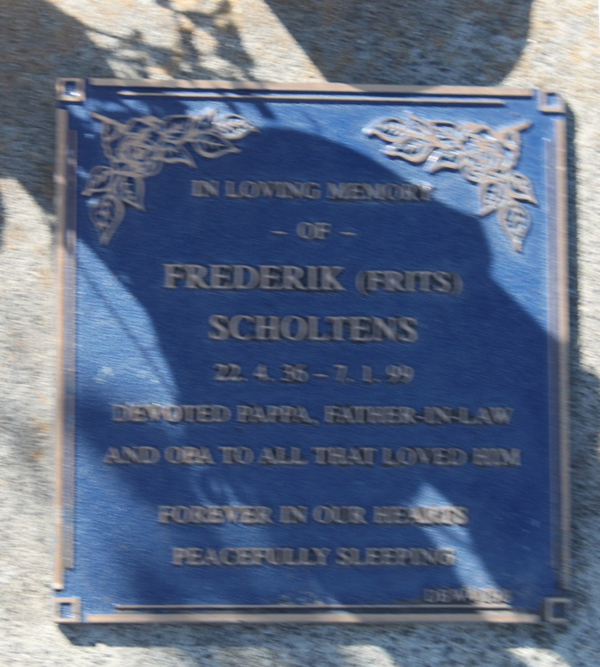 IN LOVING MEMORY
– OF –
FREDERIK (FRITS)
SCHOLTENS
22. 4. 36 – 7. 1. 99
DEVOTED PAPPA, FATHER-IN-LAW
AND OPA TO ALL THAT LOVED HIM
FOREVER IN OUR HEARTS
PEACEFULLY SLEEPING